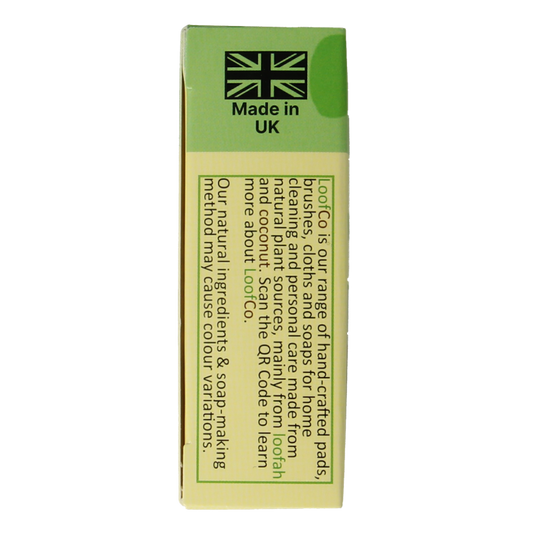 Made in
UK
LoofCo is our range of hand-crafted pads,
brushes, cloths and soaps for home
cleaning and personal care made from
natural plant sources, mainly from loofah
and coconut. Scan the QR Code to learn
more about LoofCo.
Our natural ingredients & soap-making
method may cause colour variations.